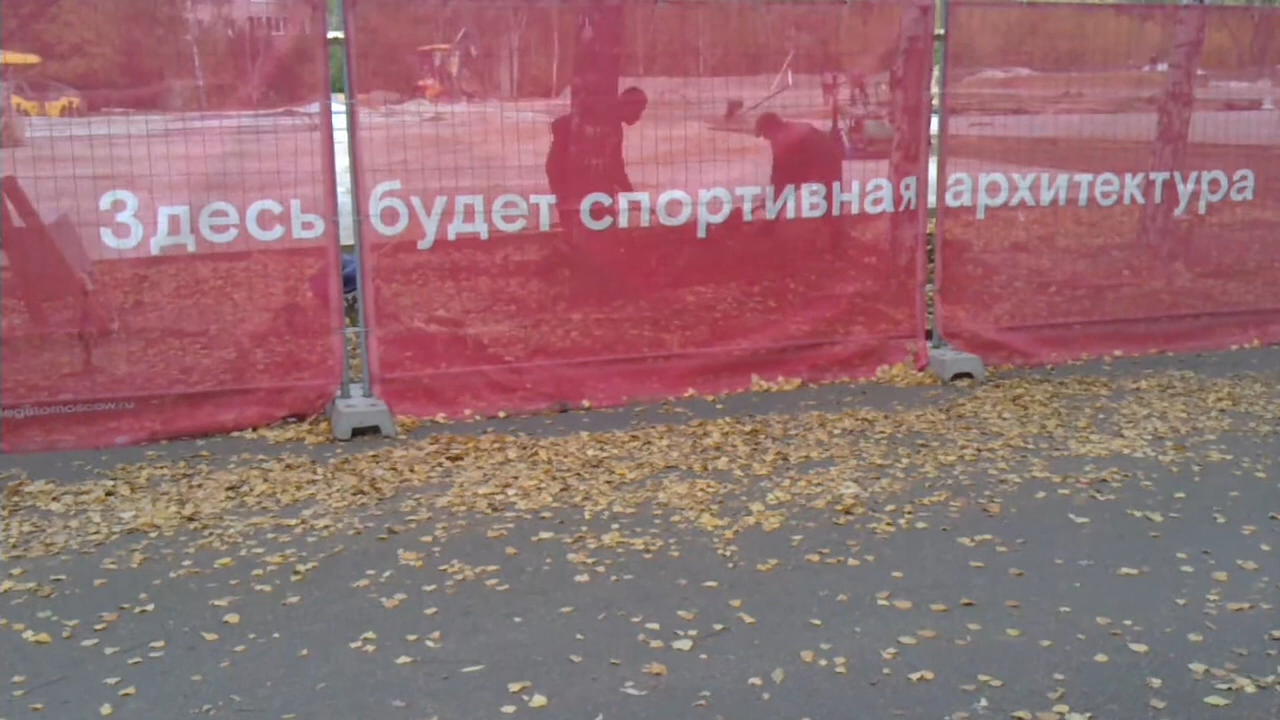 Здесь будет спортивная архитектура